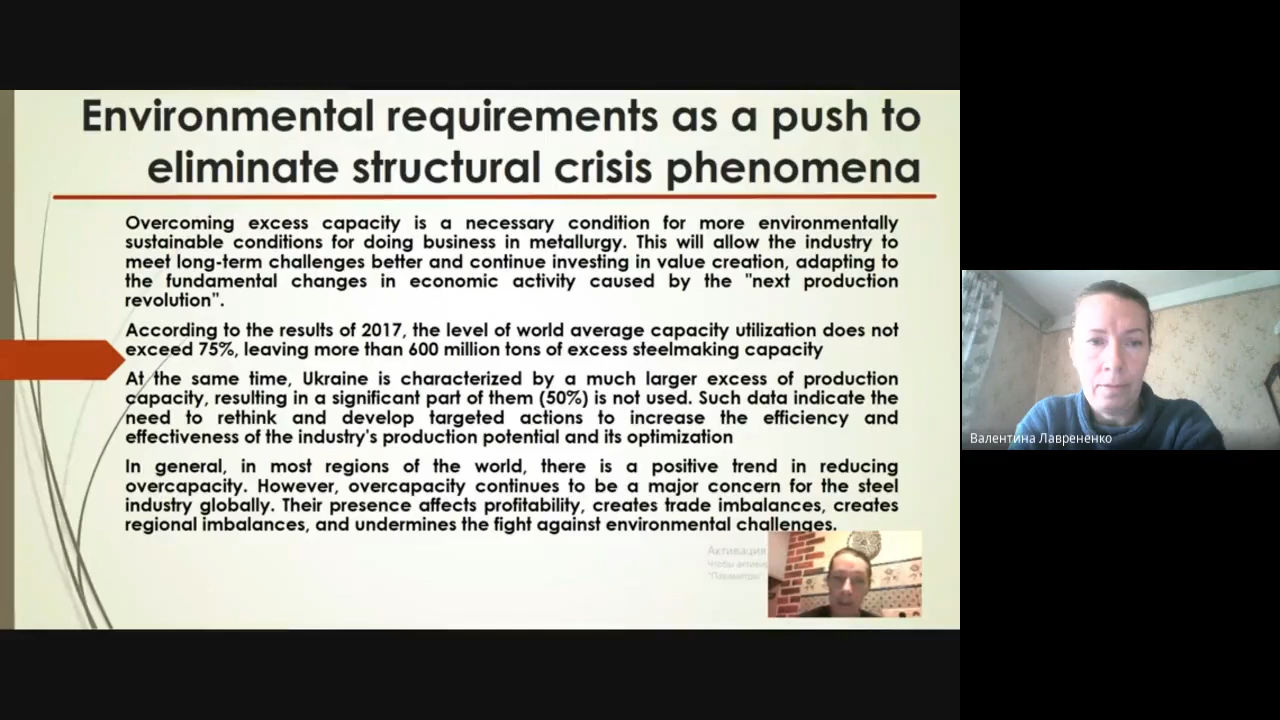 Environmental requirements as a push to
eliminate structural crisis phenomena
Overcoming excess capacity is a necessary condition for more environmentally
sustainable conditions for doing business in metallurgy. This will allow the industry to
meet long-term challenges better and continue investing in value creation, adapting to
the fundamental changes in economic activity caused by the "next production
revolution".
According to the results of 2017, the level of world average capacity utilization does not
exceed 75%, leaving more than 600 million tons of excess steelmaking capacity
At the same time, Ukraine is characterized by a much larger excess of production
capacity, resulting in a significant part of them (50%) is not used. Such data indicate the
need to rethink and develop targeted actions to increase the efficiency and
effectiveness of the industry's production potential and its optimization
In general, in most regions of the world, there is a positive trend in reducing
overcapacity. However, overcapacity continues to be a major concern for the steel
industry globally. Their presence affects profitability, creates trade imbalances, creates
regional imbalances, and undermines the fight against environmental challenges.
Активация
Чтобы
Валентина Лаврененко